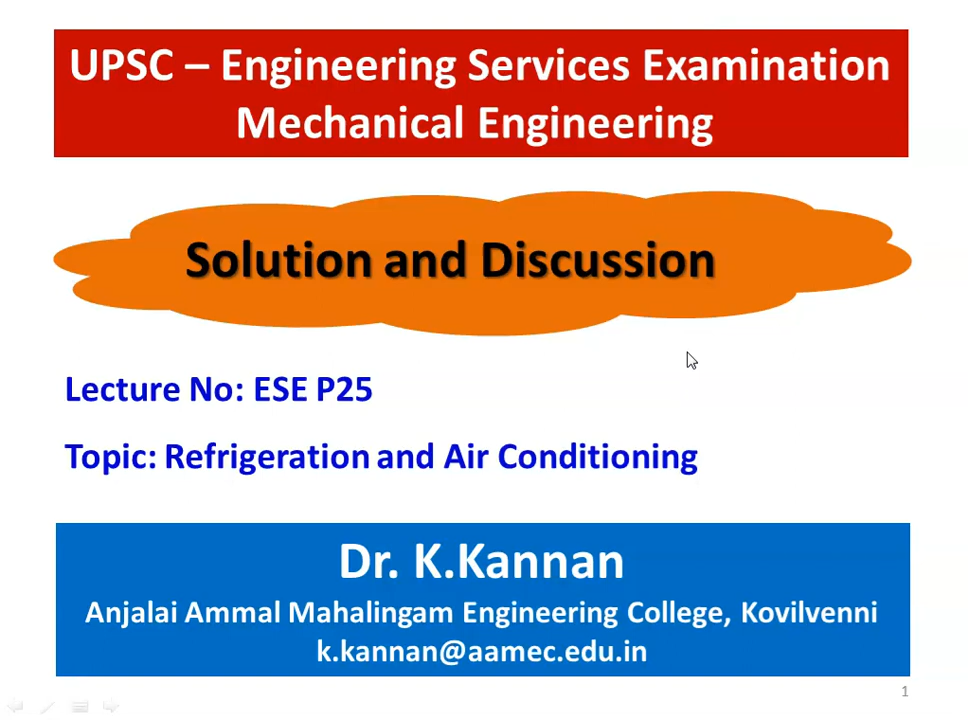 UPSC – Engineering Services Examination
Mechanical Engineering
Solution and Discussion
Lecture No: ESE P25
Topic: Refrigeration and Air Conditioning
Dr. K.Kannan
Anjalai Ammal Mahalingam Engineering College, Kovilvenni
k.kannan@aamec.edu.in
1